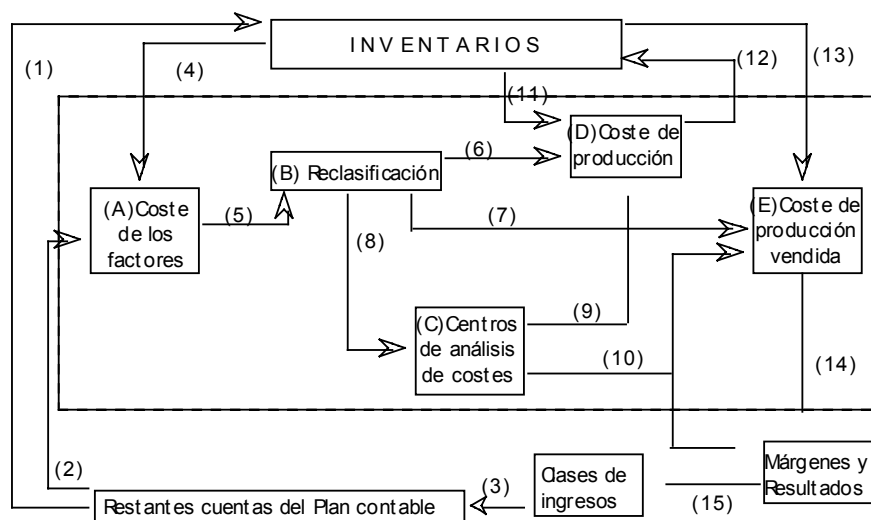 INVENTARIOS
(1)
(4)
(11)
(12)
(13)
(D)Coste de
producción
(6)
(B) Reclasificación
(A)Coste
de los
factores
(5)
(7)
(8)
(E)Coste de
producción
vendida
(9)
(C)Centros
de análisis
de costes
(10)
(14)
(2)
Restantes cuentas del Plan contable
(3)
Clases de
ingresos
(15)
Márgenes y
Resultados